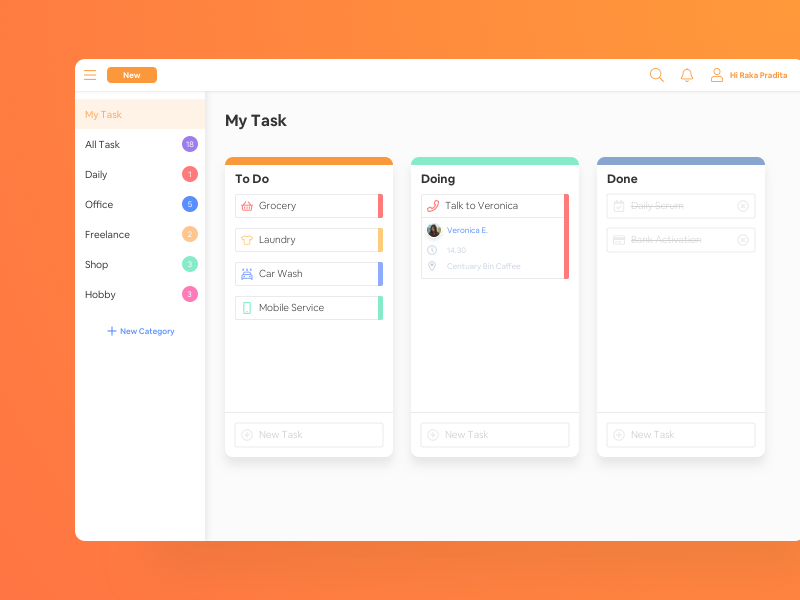 New
Hi Raka Pradita
My Task
All Task
18
Daily
1
Office
5
Freelance
2
Shop
3
Hobby
3
New Category
My Task
To Do
Grocery
Laundry
Car Wash
Mobile Service
New Task
Doing
Talk to Veronica
Veronica E.
14.30
Centuary Bin Caffee
New Task
Done
Daily Scrum
Bank Activation
New Task